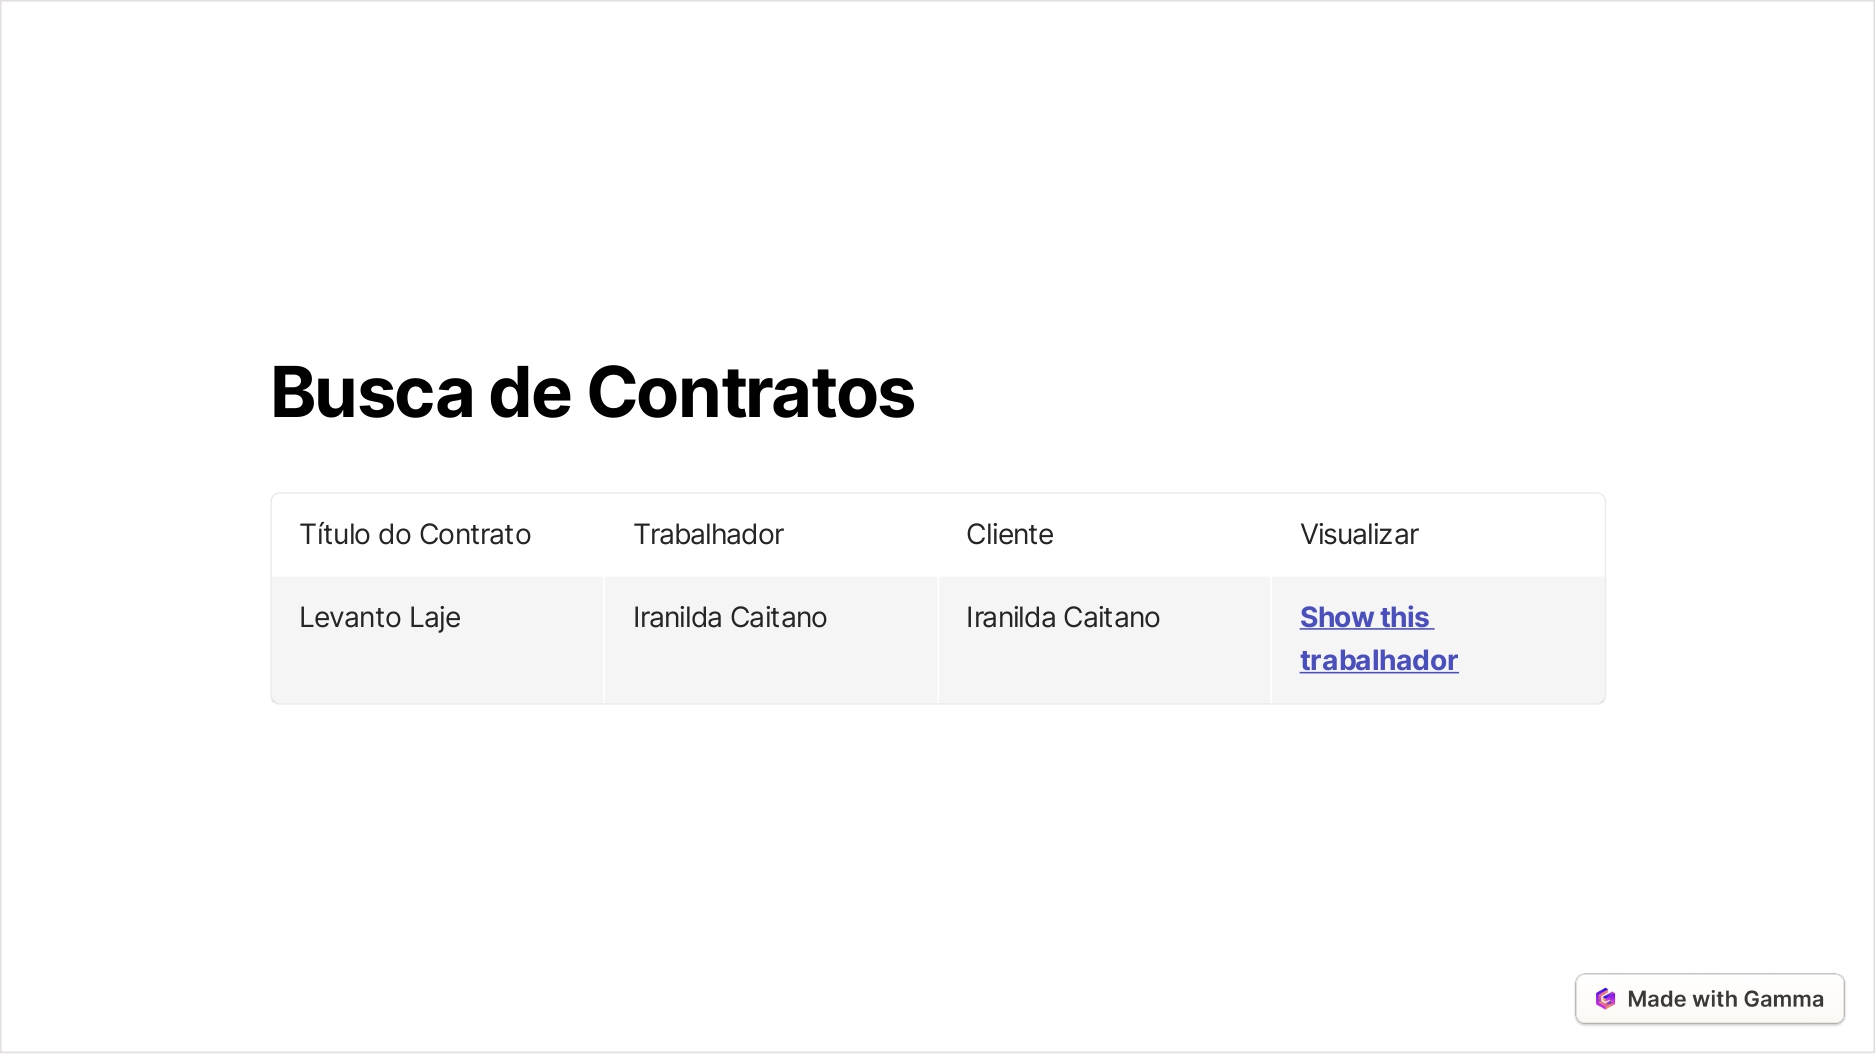 Busca de Contratos
Título do Contrato Trabalhador Cliente Visualizar
Levanto Laje Iranilda Caitano Iranilda Caitano Show this
trabalhador
Made with Gamma